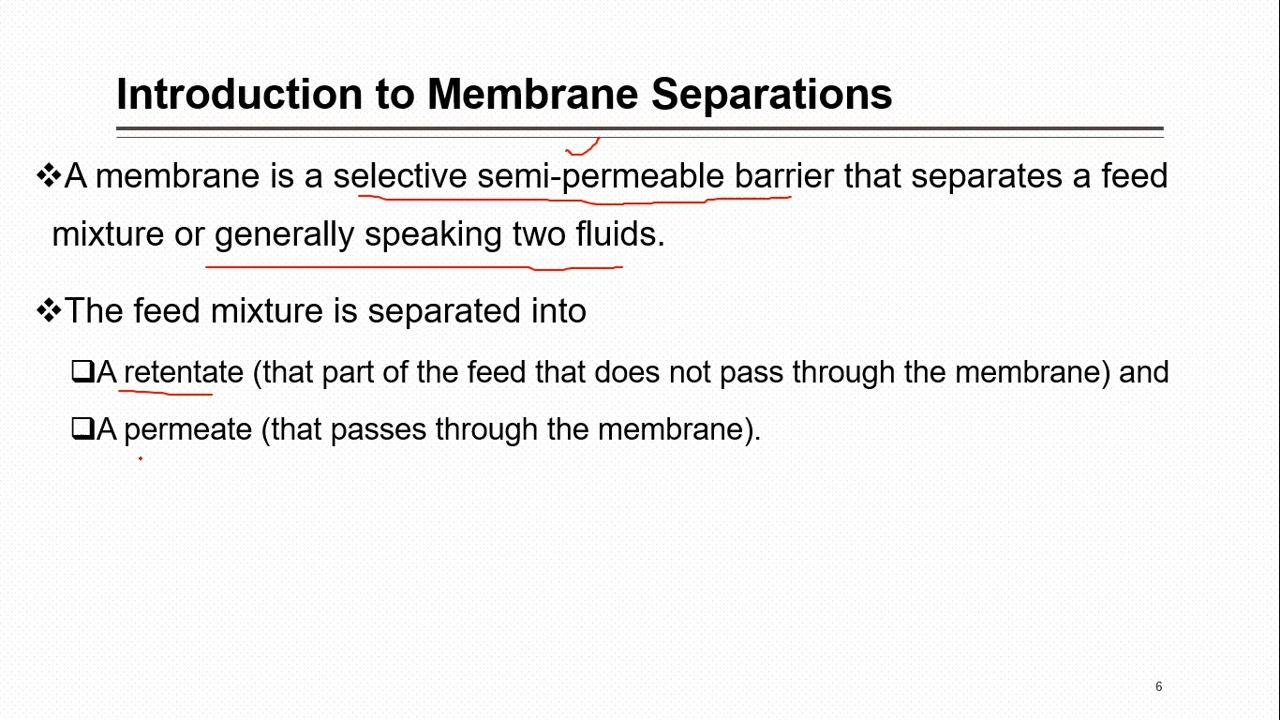 Introduction to Membrane Separations
❖A membrane is a selective semi-permeable barrier that separates a feed
mixture or generally speaking two fluids.
❖The feed mixture is separated into
❑A retentate (that part of the feed that does not pass through the membrane) and
❑A permeate (that passes through the membrane).
6